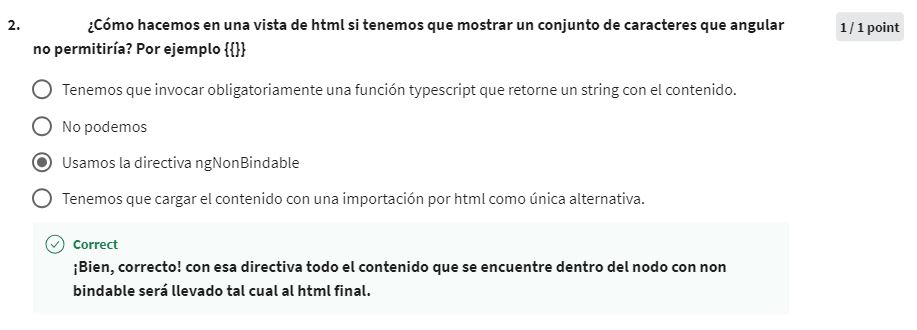 2. ¿Cómo hacemos en una vista de html si tenemos que mostrar un conjunto de caracteres que angular
no permitiría? Por ejemplo {{}}
1 / 1 point
Tenemos que invocar obligatoriamente una función typescript que retorne un string con el contenido.
No podemos
Usamos la directiva ngNonBindable
Tenemos que cargar el contenido con una importación por html como única alternativa.
Correct
¡Bien, correcto! con esa directiva todo el contenido que se encuentre dentro del nodo con non
bindable será llevado tal cual al html final.